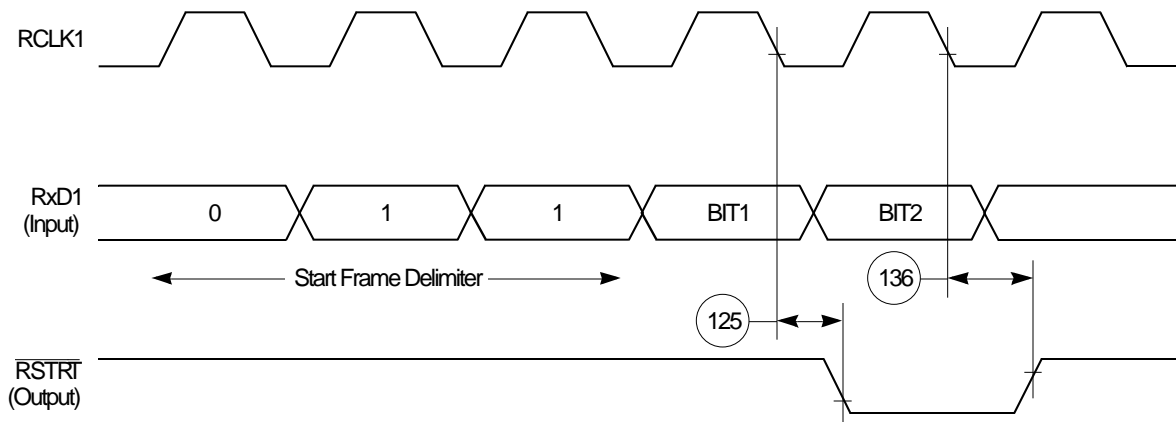 RCLK1
RxD1
(Input)
0
1
1
BIT1
BIT2
Start Frame Delimiter
136
125
RSTRT
(Output)